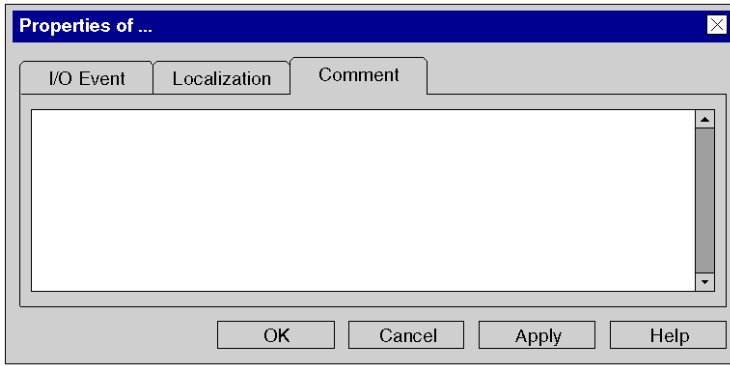 Properties of ...
I/O Event Localization Comment
OK Cancel Apply Help